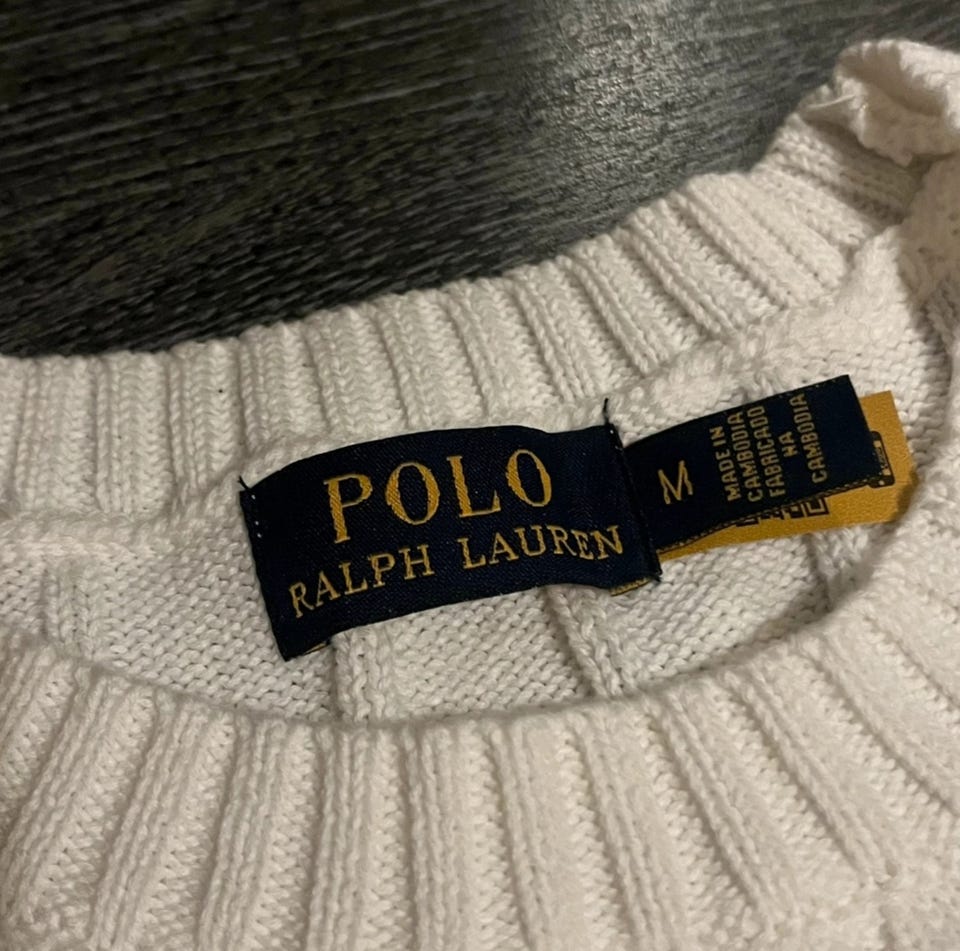 POLO
RALPH LAUREN
M
MADE IN
CAMBODIA
FABRICADO
NA
CAMBODIA